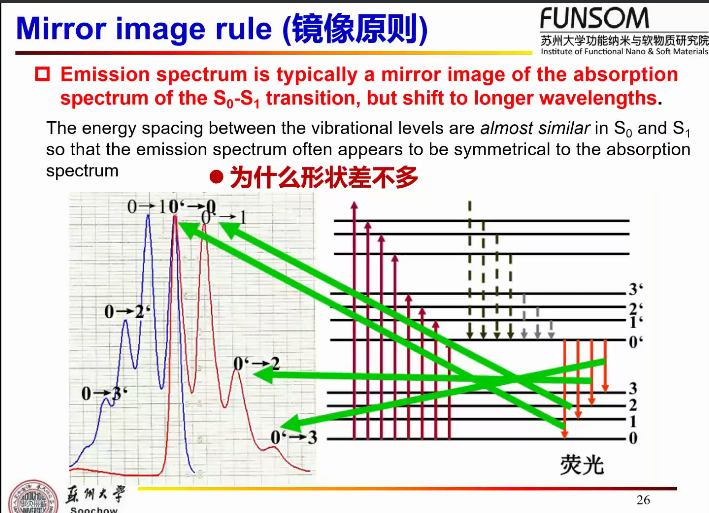 Mirror image rule (镜像原则)
FUNSOM
苏州大学功能纳米与软物质研究院
Institute of Functional Nano & Soft Materials
Emission spectrum is typically a mirror image of the absorption
spectrum of the S₀-S₁ transition, but shift to longer wavelengths.
The energy spacing between the vibrational levels are almost similar in S₀ and S₁
so that the emission spectrum often appears to be symmetrical to the absorption
spectrum
为什么形状差不多
0→1
0‘→0
0‘→1
0→2‘
0→3‘
0‘→2
0‘→3
3‘
2‘
1‘
0‘
3
2
1
0
荧光
苏州大学
Soochow
26